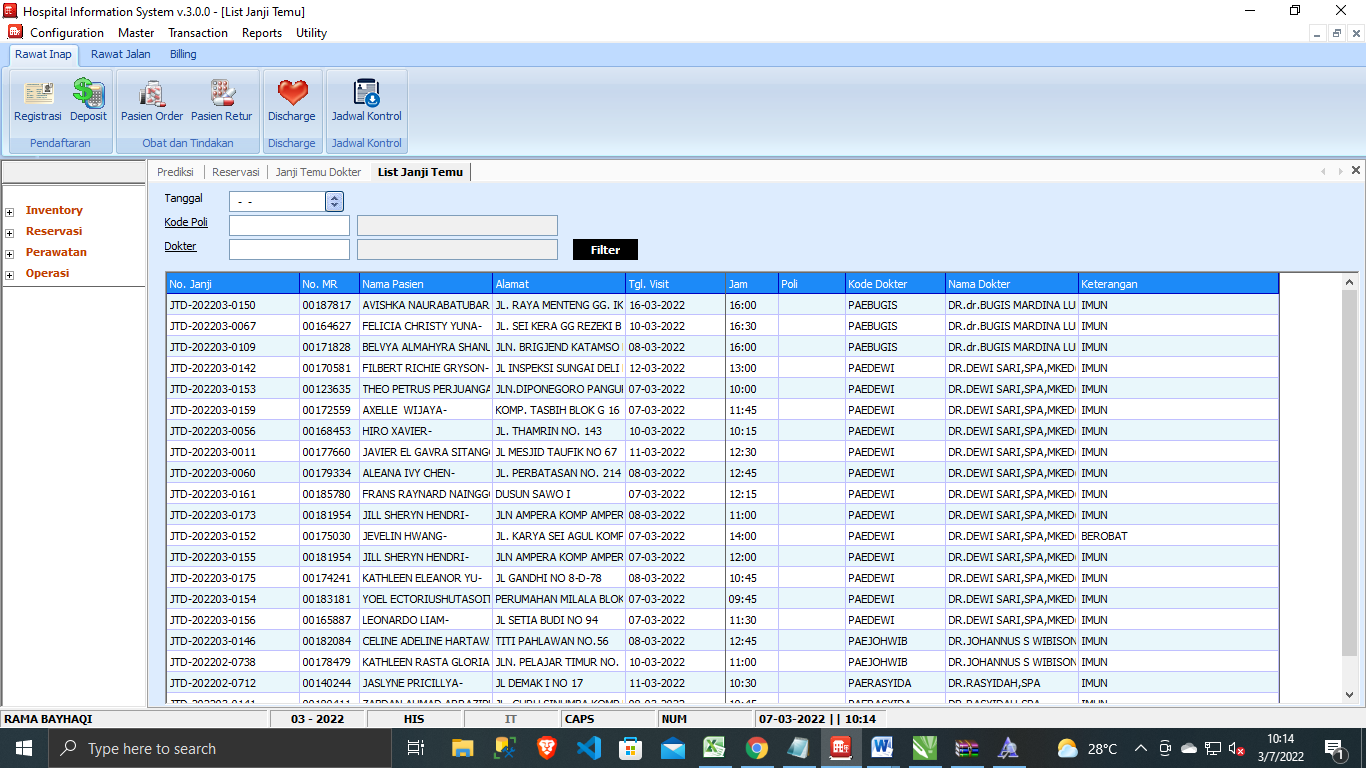 Hospital Information System v.3.0.0 - [List Janji Temu]
Configuration Master Transaction Reports Utility
Rawat Inap Rawat Jalan Billing
Registrasi Deposit Pasien Order Pasien Retur Discharge Jadwal Kontrol
Pendaftaran Obat dan Tindakan Discharge Jadwal Kontrol
Prediksi Reservasi Janji Temu Dokter List Janji Temu
Inventory
Reservasi
Perawatan
Operasi
Tanggal - -
Kode Poli
Dokter Filter
No. Janji No. MR Nama Pasien Alamat Tgl. Visit Jam Poli Kode Dokter Nama Dokter Keterangan
JTD-202203-0150 00187817 AVISHKA NAURABATUBAR JL. RAYA MENTENG GG. IK 16-03-2022 16:00 PAEBUGIS DR.dr.BUGIS MARDINA LU IMUN
JTD-202203-0067 00164627 FELICIA CHRISTY YUNA- JL. SEI KERA GG REZEKI B 10-03-2022 16:30 PAEBUGIS DR.dr.BUGIS MARDINA LU IMUN
JTD-202203-0109 00171828 BELVYA ALMAHYRA SHANU JLN. BRIGJEND KATAMSO 08-03-2022 16:00 PAEBUGIS DR.dr.BUGIS MARDINA LU IMUN
JTD-202203-0142 00170581 FILBERT RICHIE GRYSON- JL INSPEKSI SUNGAI DELI 12-03-2022 13:00 PAEDEWI DR.DEWI SARI,SPA,MKED IMUN
JTD-202203-0153 00123635 THEO PETRUS PERJUANGA JLN.DIPONEGORO PANGUR 07-03-2022 10:00 PAEDEWI DR.DEWI SARI,SPA,MKED IMUN
JTD-202203-0159 00172559 AXELLE WIJAYA- KOMP. TASBIH BLOK G 16 07-03-2022 11:45 PAEDEWI DR.DEWI SARI,SPA,MKED IMUN
JTD-202203-0056 00168453 HIRO XAVIER- JL. THAMRIN NO. 143 10-03-2022 10:15 PAEDEWI DR.DEWI SARI,SPA,MKED IMUN
JTD-202203-0011 00177660 JAVIER EL GAVRA SITANGG JL MESJID TAUFIK NO 67 11-03-2022 12:30 PAEDEWI DR.DEWI SARI,SPA,MKED IMUN
JTD-202203-0060 00179334 ALEANA IVY CHEN- JL. PERBATASAN NO. 214 08-03-2022 12:45 PAEDEWI DR.DEWI SARI,SPA,MKED IMUN
JTD-202203-0161 00185780 FRANS RAYNARD NAINGGO DUSUN SAWO I 07-03-2022 12:15 PAEDEWI DR.DEWI SARI,SPA,MKED IMUN
JTD-202203-0173 00181954 JILL SHERYN HENDRI- JLN AMPERA KOMP AMPER 08-03-2022 11:00 PAEDEWI DR.DEWI SARI,SPA,MKED IMUN
JTD-202203-0152 00175030 JEVELIN HWANG- JL. KARYA SEI AGUL KOMP 07-03-2022 14:00 PAEDEWI DR.DEWI SARI,SPA,MKED BEROBAT
JTD-202203-0155 00181954 JILL SHERYN HENDRI- JLN AMPERA KOMP AMPER 07-03-2022 12:00 PAEDEWI DR.DEWI SARI,SPA,MKED IMUN
JTD-202203-0175 00174241 KATHLEEN ELEANOR YU- JL GANDHI NO 8-D-78 08-03-2022 10:45 PAEDEWI DR.DEWI SARI,SPA,MKED IMUN
JTD-202203-0154 00183181 YOEL ECTORIUSHUTASOIT PERUMAHAN MILALA BLOK 07-03-2022 09:45 PAEDEWI DR.DEWI SARI,SPA,MKED IMUN
JTD-202203-0156 00165887 LEONARDO LIAM- JL SETIA BUDI NO 94 07-03-2022 11:30 PAEDEWI DR.DEWI SARI,SPA,MKED IMUN
JTD-202203-0146 00182084 CELINE ADELINE HARTAW TITI PAHLAWAN NO.56 08-03-2022 12:45 PAEJOHWIB DR.JOHANNUS S WIBISON IMUN
JTD-202202-0738 00178479 KATHLEEN RASTA GLORIA JLN. PELAJAR TIMUR NO. 10-03-2022 11:00 PAEJOHWIB DR.JOHANNUS S WIBISON IMUN
JTD-202202-0712 00140244 JASLYNE PRICILLYA- JL DEMAK I NO 17 11-03-2022 10:30 PAERASYIDA DR.RASYIDAH,SPA IMUN
RAMA BAYHAQI 03 - 2022 HIS IT CAPS NUM 07-03-2022 || 10:14
Type here to search 28°C 10:14
3/7/2022 1